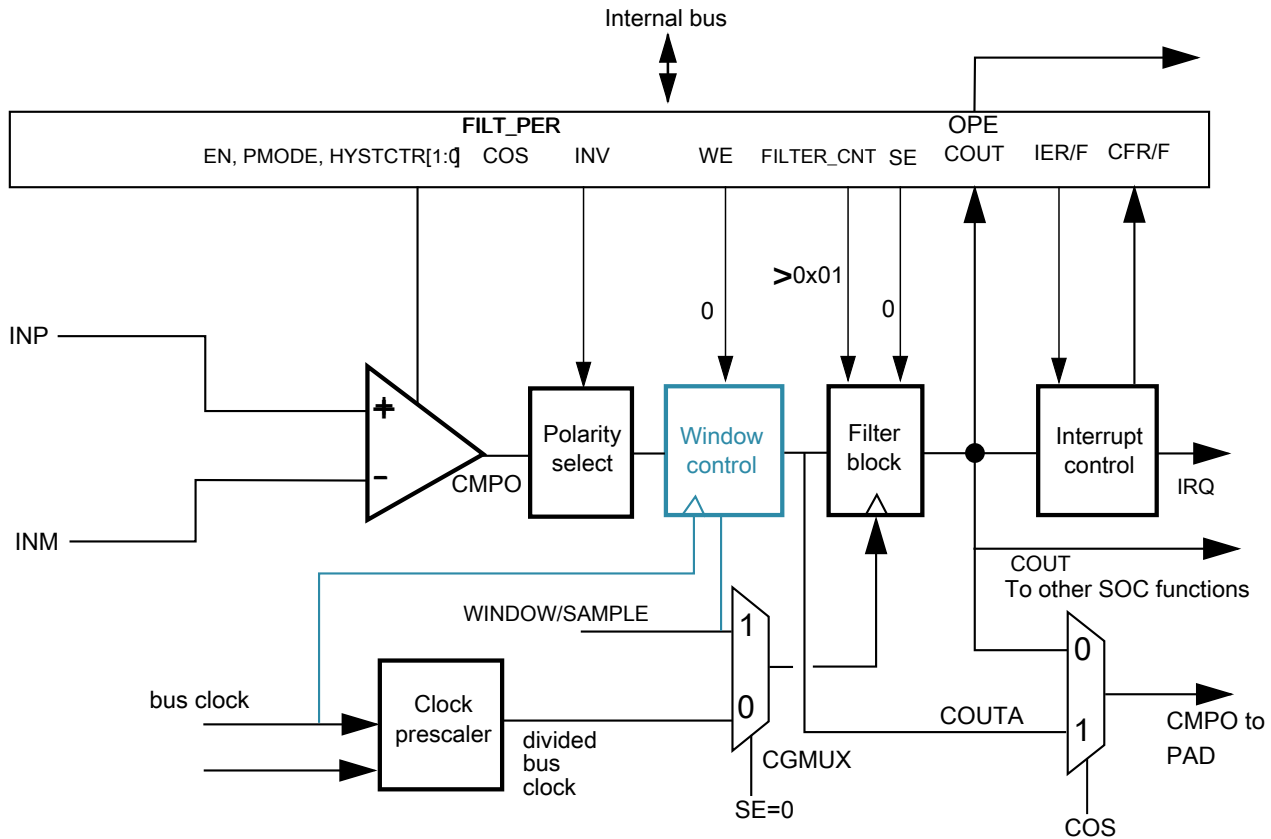 Internal bus
FILT_PER
OPE
EN, PMODE, HYSTCTR[1:0]
COS
INV
WE
FILTER_CNT
SE
COUT
IER/F
CFR/F
0
>0x01
0
INP
+
-
INM
CMPO
Polarity
select
Window
control
Filter
block
Interrupt
control
IRQ
COUT
To other SOC functions
WINDOW/SAMPLE
1
0
bus clock
Clock
prescaler
divided
bus
clock
CGMUX
SE=0
COUTA
0
1
CMPO to
PAD
COS